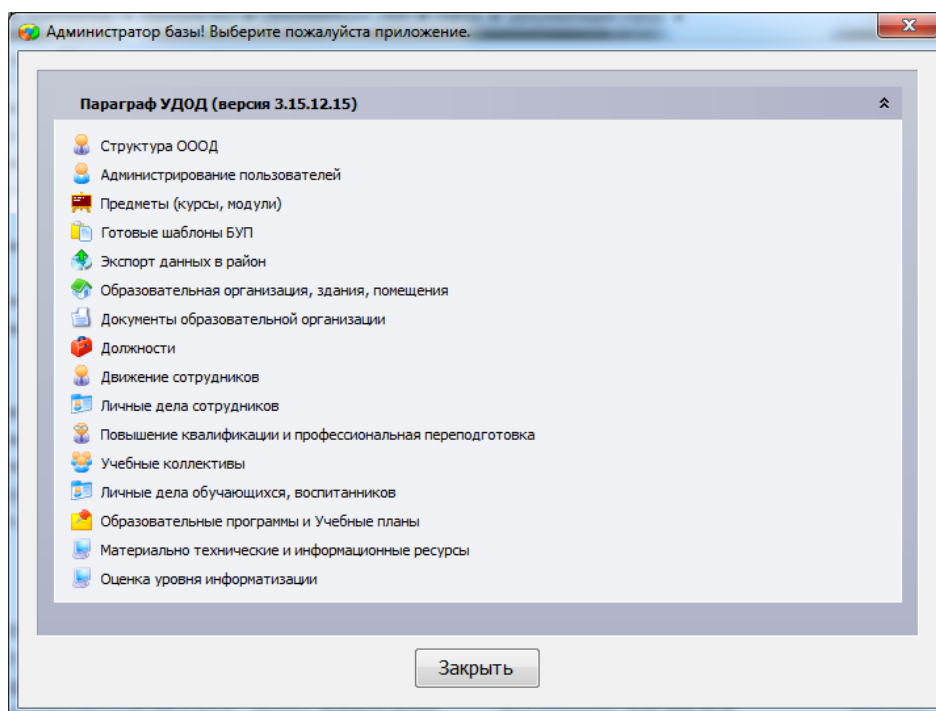 Администратор базы! Выберите пожалуйста приложение.
Параграф УДОД (версия 3.15.12.15)
Структура ОООД
Администрирование пользователей
Предметы (курсы, модули)
Готовые шаблоны БУП
Экспорт данных в район
Образовательная организация, здания, помещения
Документы образовательной организации
Должности
Движение сотрудников
Личные дела сотрудников
Повышение квалификации и профессиональная переподготовка
Учебные коллективы
Личные дела обучающихся, воспитанников
Образовательные программы и Учебные планы
Материально технические и информационные ресурсы
Оценка уровня информатизации
Закрыть